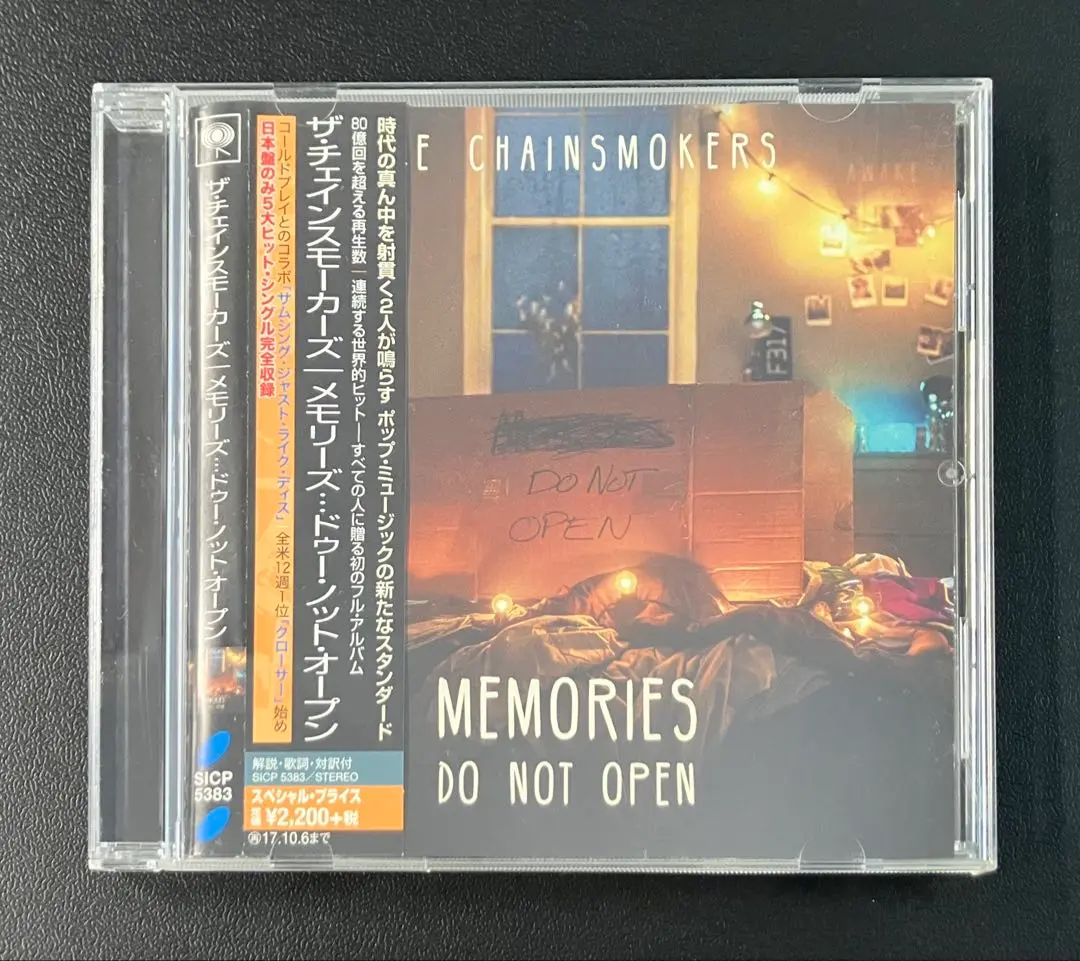 ザ・チェインスモーカーズ｜メモリーズ...ドゥー・ノット・オープン
SICP
5383
時代の真ん中を射貫く2人が鳴らす ポップ・ミュージックの新たなスタンダード
80億回を超える再生数―連続する世界的ヒット―すべての人に贈る初のフル・アルバム
ザ・チェインスモーカーズ｜メモリーズ...ドゥー・ノット・オープン
コールドプレイとのコラボ「サムシング・ジャスト・ライク・ディス」、全米12週1位「クローサー」始め
日本盤のみ5大ヒット・シングル完全収録
解説・歌詞・対訳付
SICP 5383／STEREO
スペシャル・プライス
定価 ¥2,200+税
㋐17.10.6まで
E CHAINSMOKERS
AWAKE
F31V
DO NOT
OPEN
MEMORIES
DO NOT OPEN